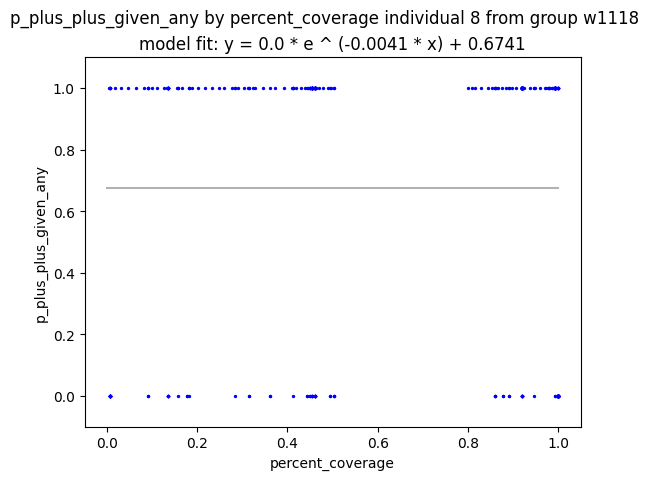 p_plus_plus_given_any by percent_coverage individual 8 from group w1118
model fit: y = 0.0 * e ^ (-0.0041 * x) + 0.6741
1.0
0.8
0.6
0.4
0.2
0.0
p_plus_plus_given_any
0.0 0.2 0.4 0.6 0.8 1.0
percent_coverage